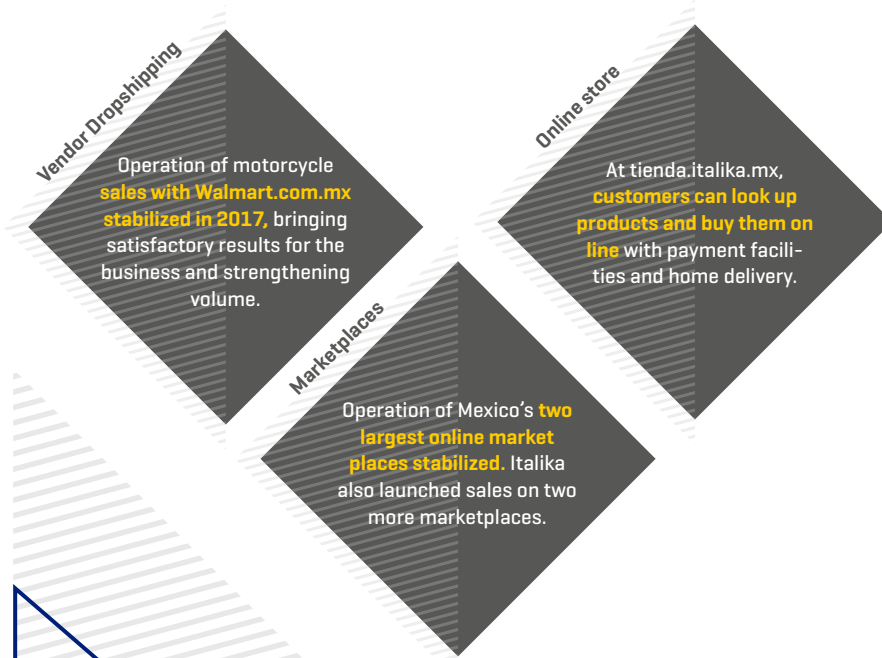 Vendor Dropshipping
Operation of motorcycle
sales with Walmart.com.mx
stabilized in 2017, bringing
satisfactory results for the
business and strengthening
volume.
Online store
At tienda.italika.mx,
customers can look up
products and buy them on
line with payment facili-
ties and home delivery.
Marketplaces
Operation of Mexico’s two
largest online market
places stabilized. Italika
also launched sales on two
more marketplaces.